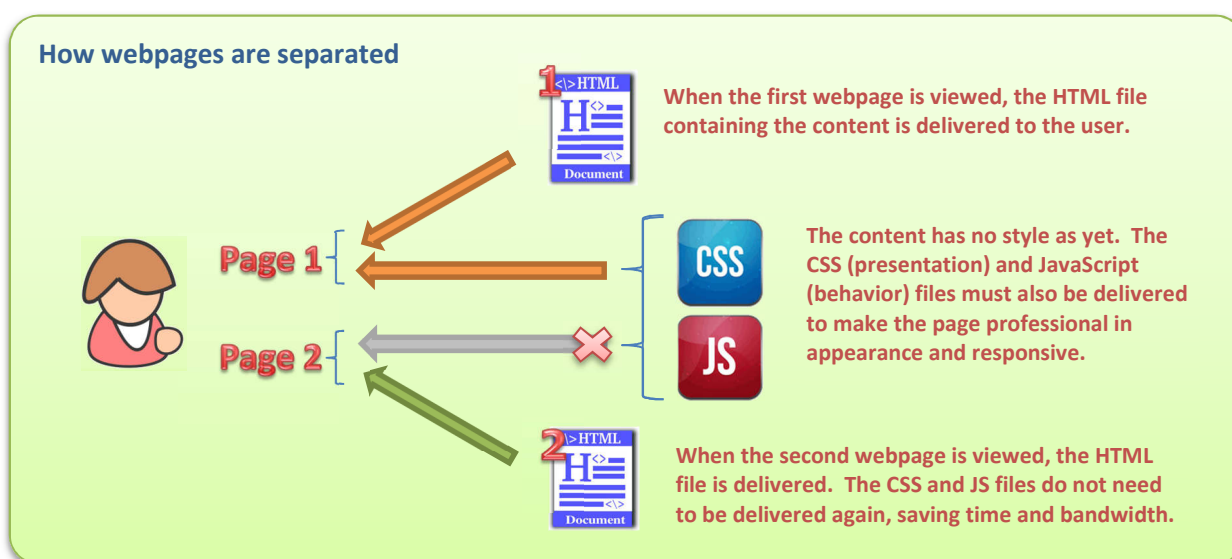 How webpages are separated
1
<\>HTML
H<>
<\>
Document
When the first webpage is viewed, the HTML file
containing the content is delivered to the user.
Page 1
CSS
JS
The content has no style as yet.  The
CSS (presentation) and JavaScript
(behavior) files must also be delivered
to make the page professional in
appearance and responsive.
Page 2
2
\>HTML
H<>
<\>
Document
When the second webpage is viewed, the HTML
file is delivered.  The CSS and JS files do not need
to be delivered again, saving time and bandwidth.